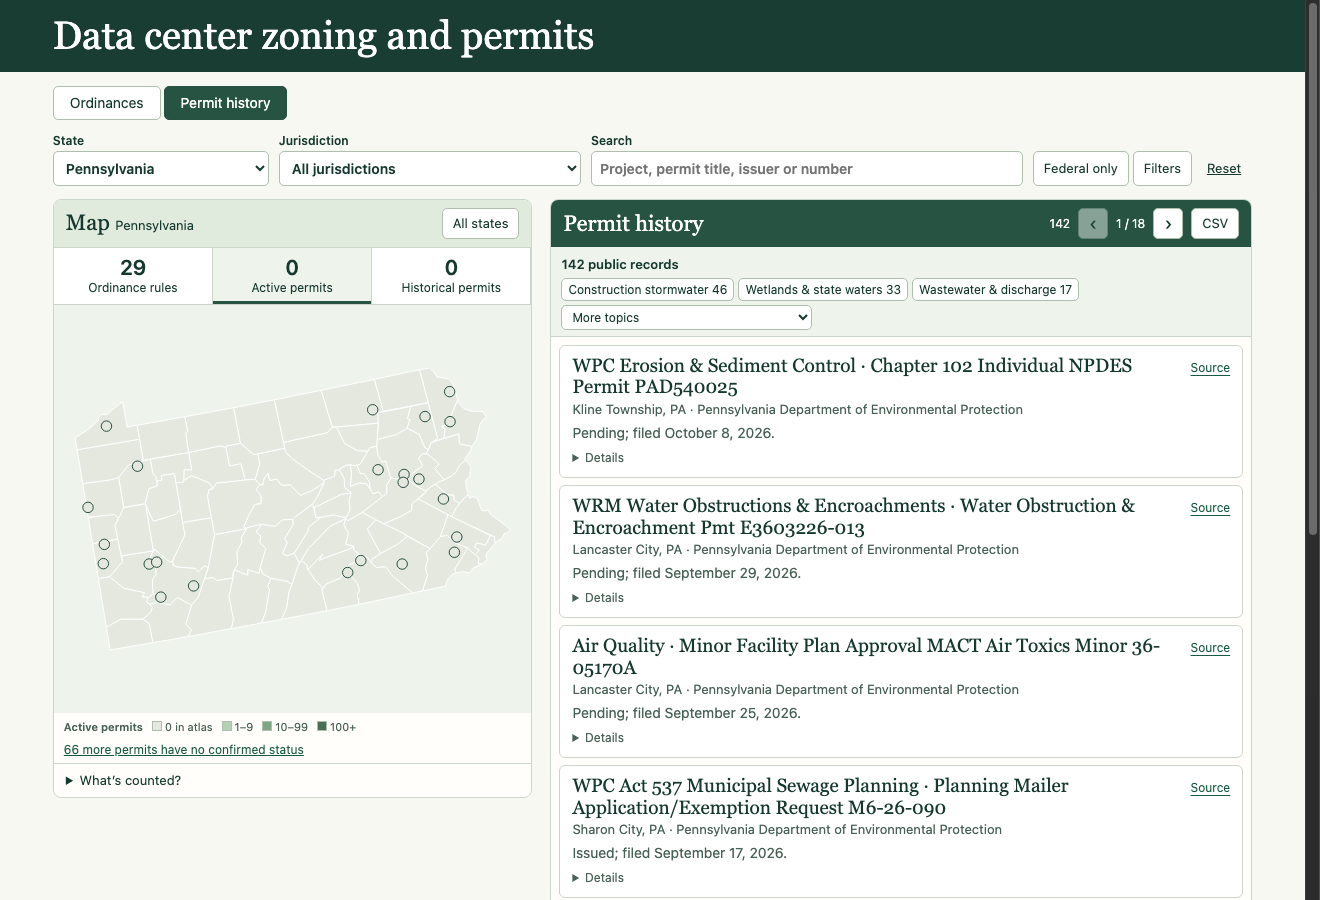 Data center zoning and permits
Ordinances
Permit history
State
Jurisdiction
Search
Pennsylvania
All jurisdictions
Project, permit title, issuer or number
Federal only
Filters
Reset
Map Pennsylvania
All states
29
Ordinance rules
0
Active permits
0
Historical permits
Active permits 0 in atlas 1–9 10–99 100+
66 more permits have no confirmed status
▶ What's counted?
Permit history
142 ‹ 1 / 18 › CSV
142 public records
Construction stormwater 46
Wetlands & state waters 33
Wastewater & discharge 17
More topics
WPC Erosion & Sediment Control · Chapter 102 Individual NPDES
Permit PAD540025
Source
Kline Township, PA · Pennsylvania Department of Environmental Protection
Pending; filed October 8, 2026.
▶ Details
WRM Water Obstructions & Encroachments · Water Obstruction &
Encroachment Pmt E3603226-013
Source
Lancaster City, PA · Pennsylvania Department of Environmental Protection
Pending; filed September 29, 2026.
▶ Details
Air Quality · Minor Facility Plan Approval MACT Air Toxics Minor 36-
05170A
Source
Lancaster City, PA · Pennsylvania Department of Environmental Protection
Pending; filed September 25, 2026.
▶ Details
WPC Act 537 Municipal Sewage Planning · Planning Mailer
Application/Exemption Request M6-26-090
Source
Sharon City, PA · Pennsylvania Department of Environmental Protection
Issued; filed September 17, 2026.
▶ Details